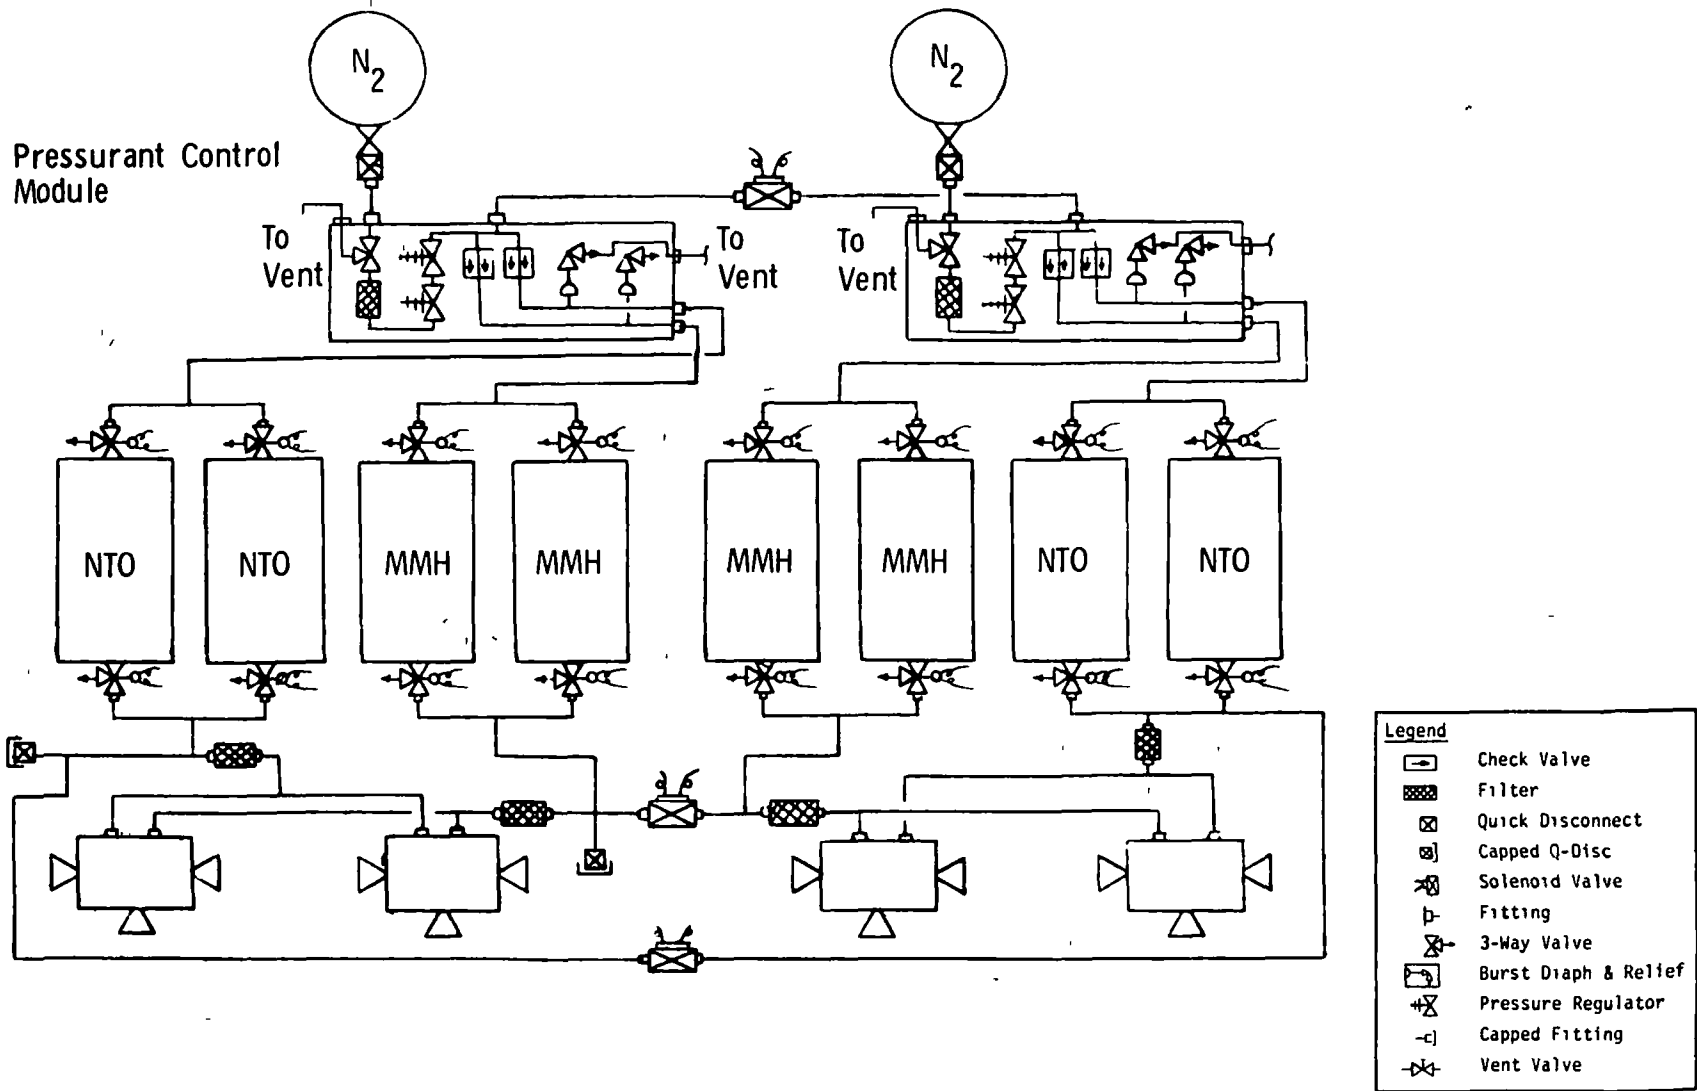 N2
N2
Pressurant Control
Module
To
Vent
To
Vent
To
Vent
NTO
NTO
MMH
MMH
MMH
MMH
NTO
NTO
Legend
Check Valve
Filter
Quick Disconnect
Capped Q-Disc
Solenoid Valve
Fitting
3-Way Valve
Burst Diaph & Relief
Pressure Regulator
Capped Fitting
Vent Valve